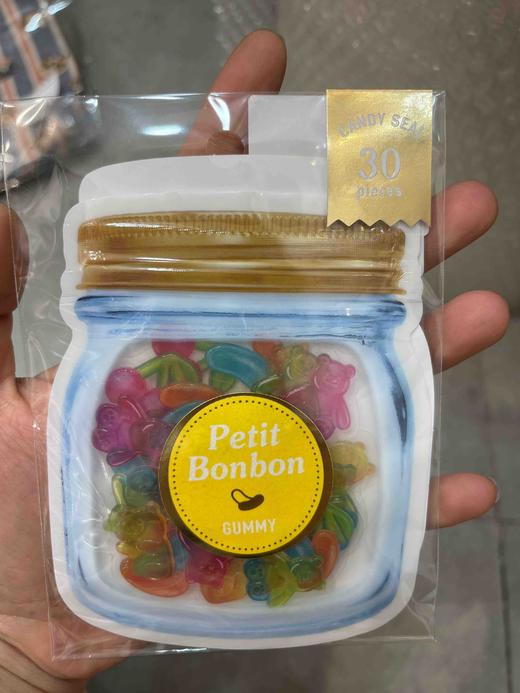 CANDY SEAL
30
pieces
Petit
Bonbon
GUMMY